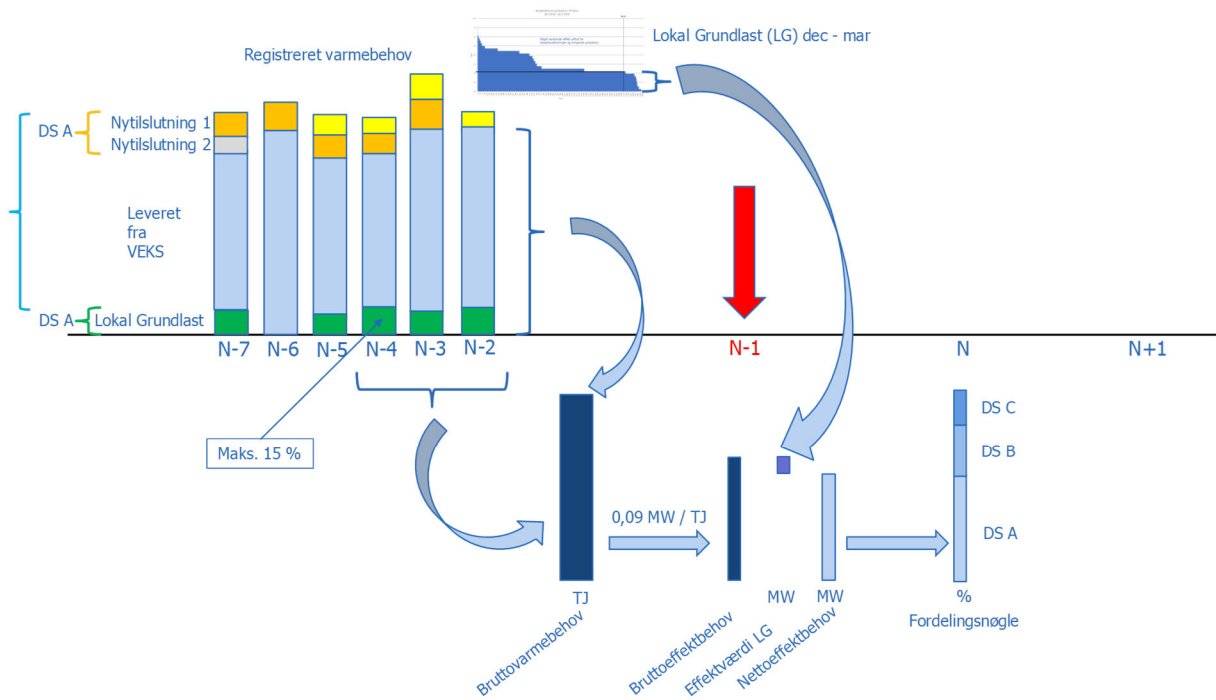 Lokal Grundlast (LG) dec - mar
Registreret varmebehov
DS A
Nytilslutning 1
Nytilslutning 2
Leveret
fra
VEKS
DS A
Lokal Grundlast
N-7
N-6
N-5
N-4
N-3
N-2
N-1
N
N+1
Maks. 15 %
0,09 MW / TJ
DS C
DS B
DS A
TJ
MW
MW
%
Bruttovarmebehov
Bruttoeffektbehov
Effektværdi LG
Nettoeffektbehov
Fordelingsnøgle